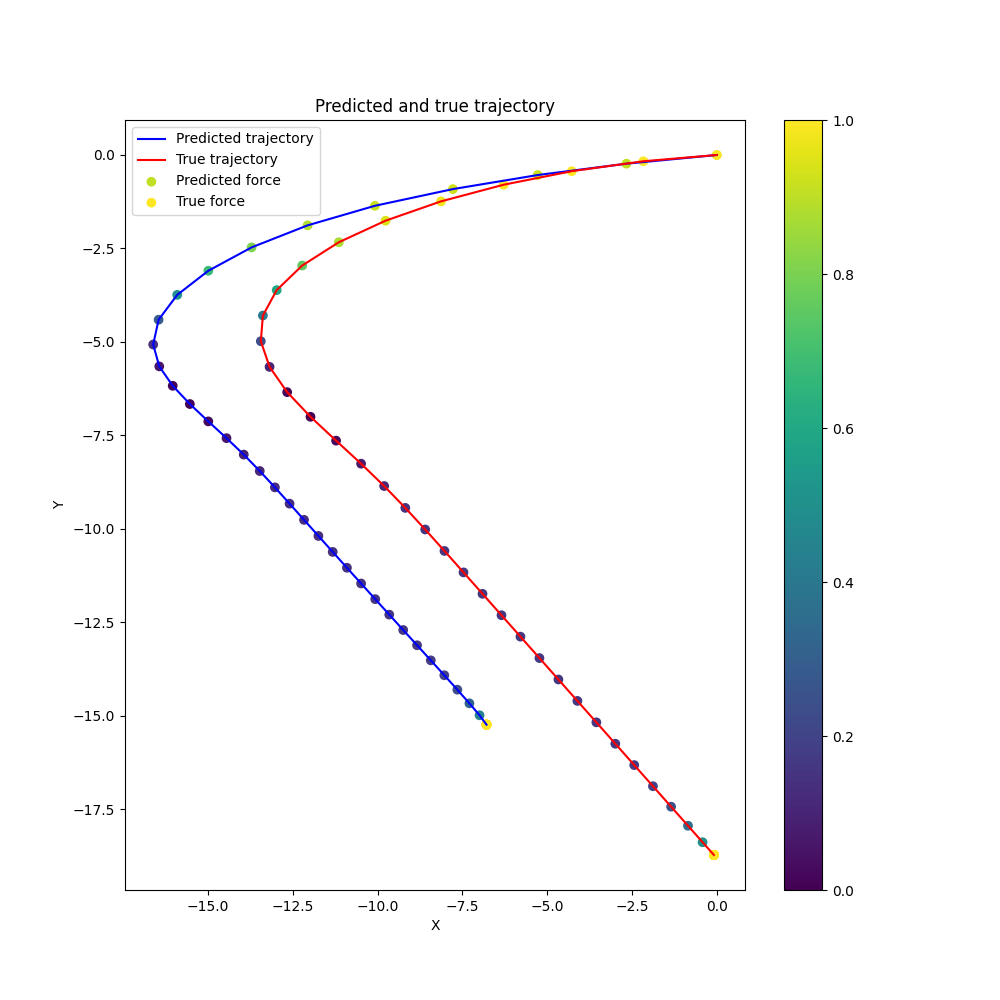 Predicted and true trajectory
Predicted trajectory
True trajectory
Predicted force
True force
0.0
−2.5
−5.0
−7.5
−10.0
−12.5
−15.0
−17.5
Y
−15.0 −12.5 −10.0 −7.5 −5.0 −2.5 0.0
X
1.0
0.8
0.6
0.4
0.2
0.0